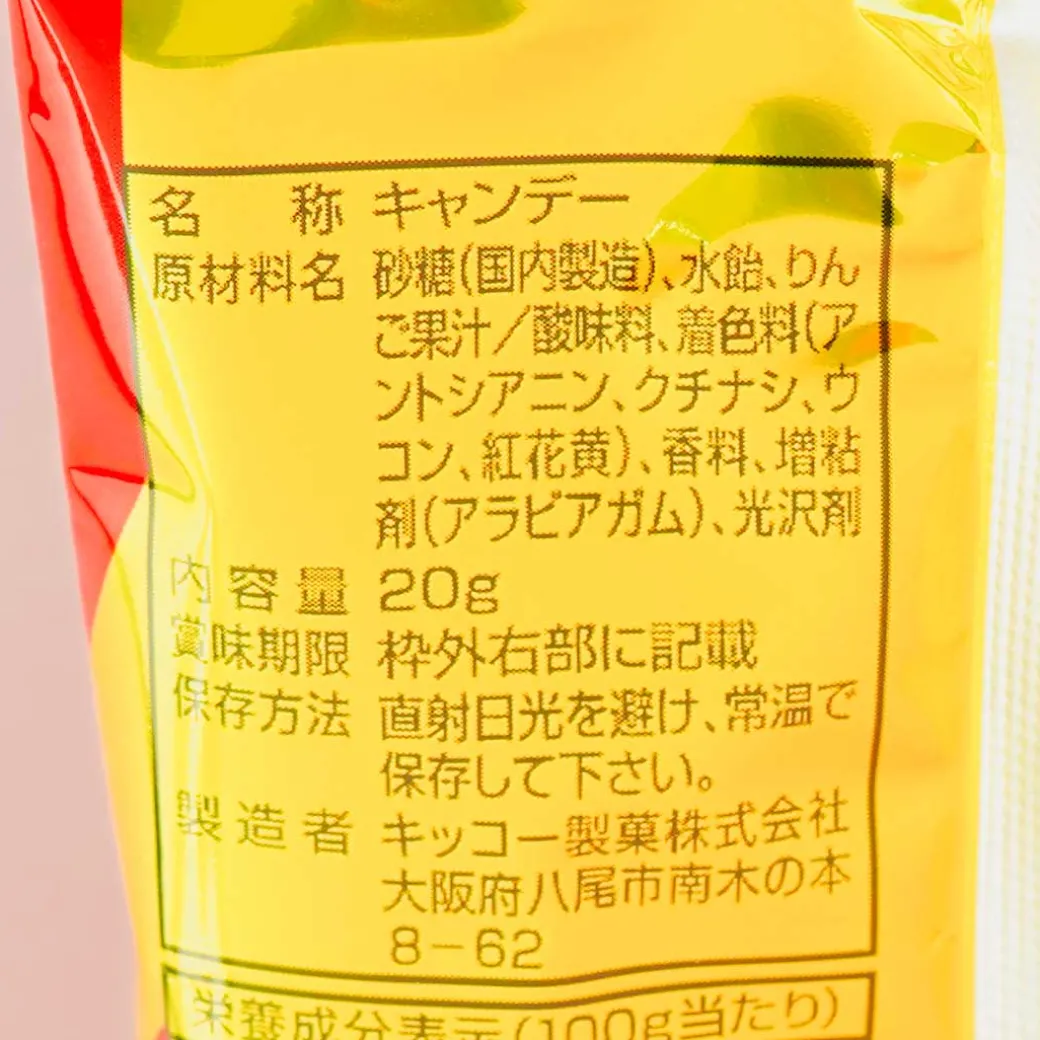 名称 キャンデー
原材料名 砂糖(国内製造)、水飴、りん
ご果汁/酸味料、着色料(ア
ントシアニン、クチナシ、ウ
コン、紅花黄)、香料、増粘
剤(アラビアガム)、光沢剤
内容量 20g
賞味期限 枠外右部に記載
保存方法 直射日光を避け、常温で
保存して下さい。
製造者 キッコー製菓株式会社
大阪府八尾市南木の本
8−62
栄養成分表示(100g当たり)